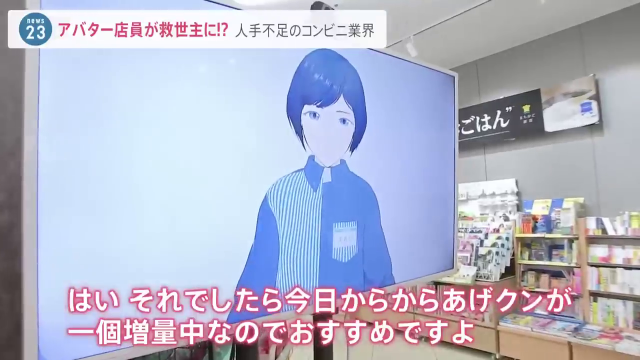 news
23
アバター店員が救世主に!? 人手不足のコンビニ業界
ごはん”
はい それでしたら今日からからあげクンが
一個増量中なのでおすすめですよ